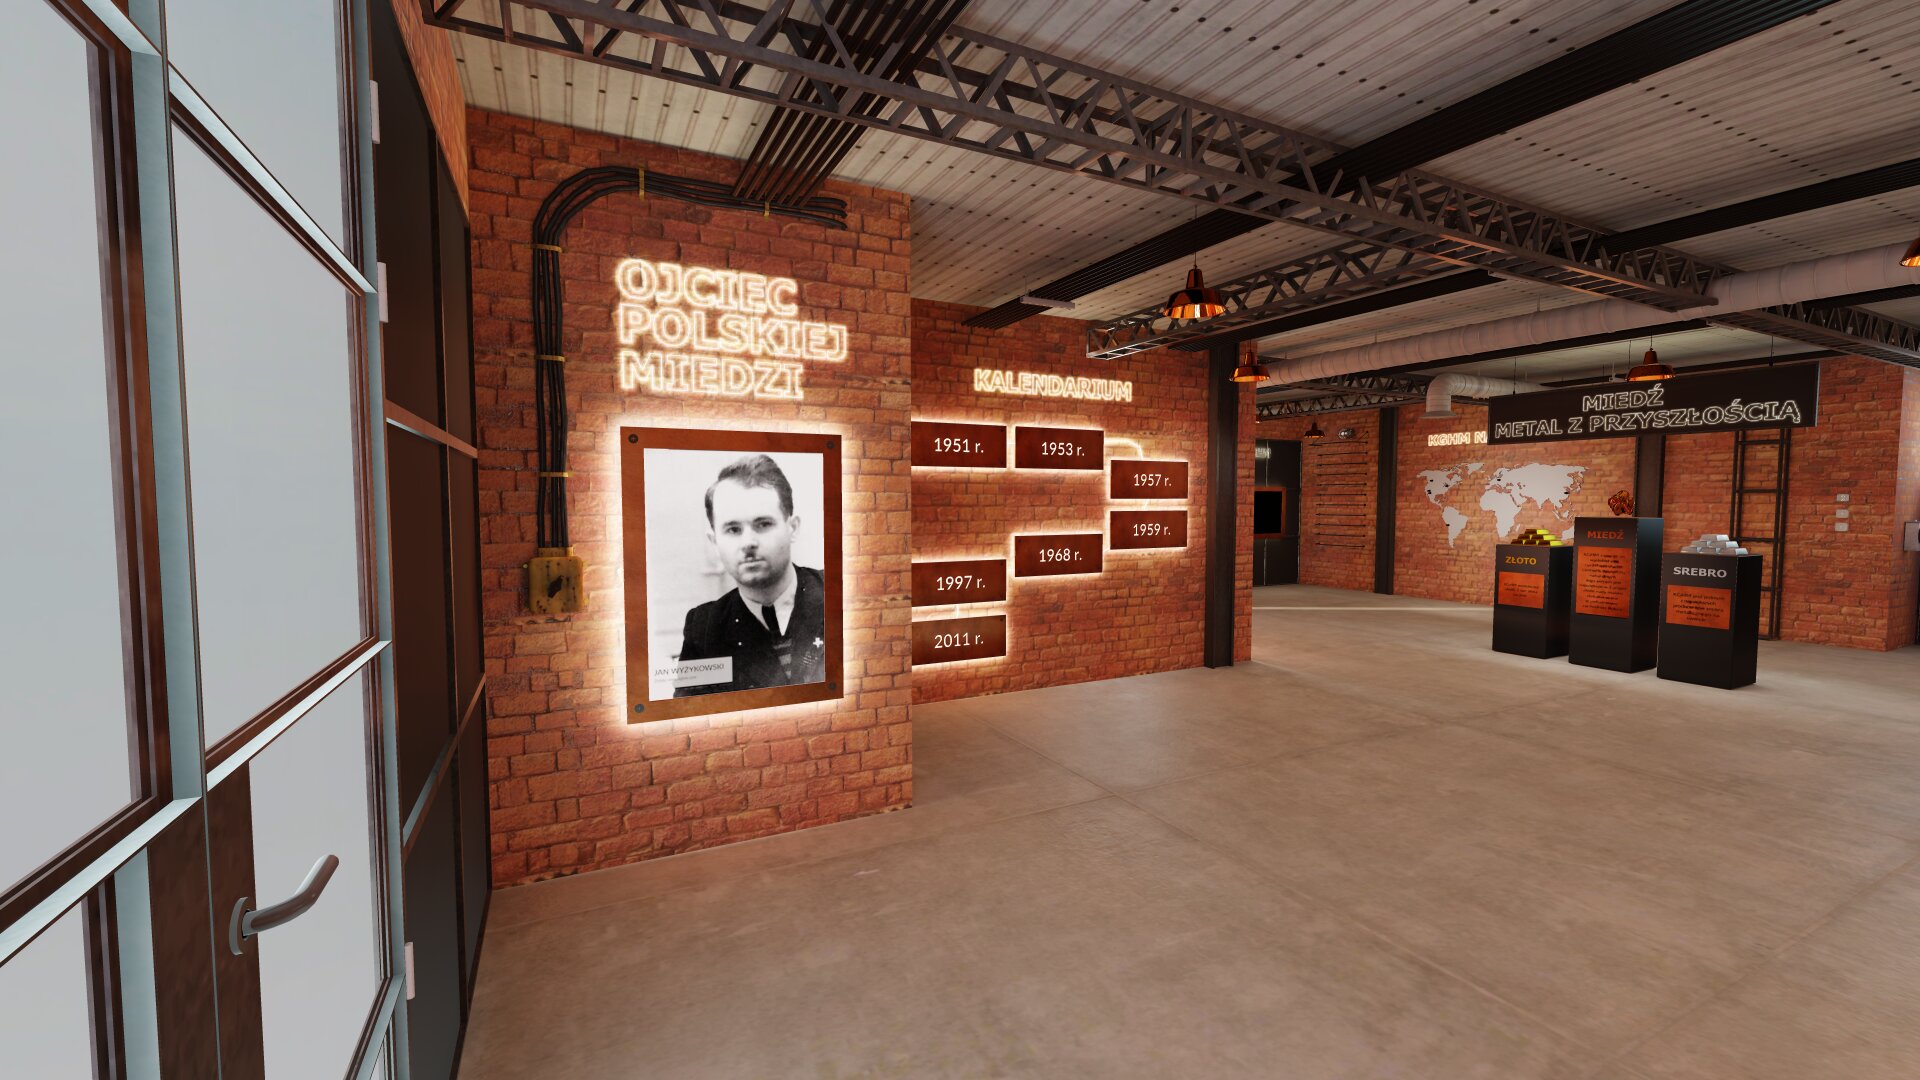 OJCIEC
POLSKIEJ
MIEDZI
JAN WYŻYKOWSKI
KALENDARIUM
1951 r.
1953 r.
1957 r.
1959 r.
1968 r.
1997 r.
2011 r.
KGHM N
MIEDŹ
METAL Z PRZYSZŁOŚCIĄ
ZŁOTO
MIEDŹ
SREBRO